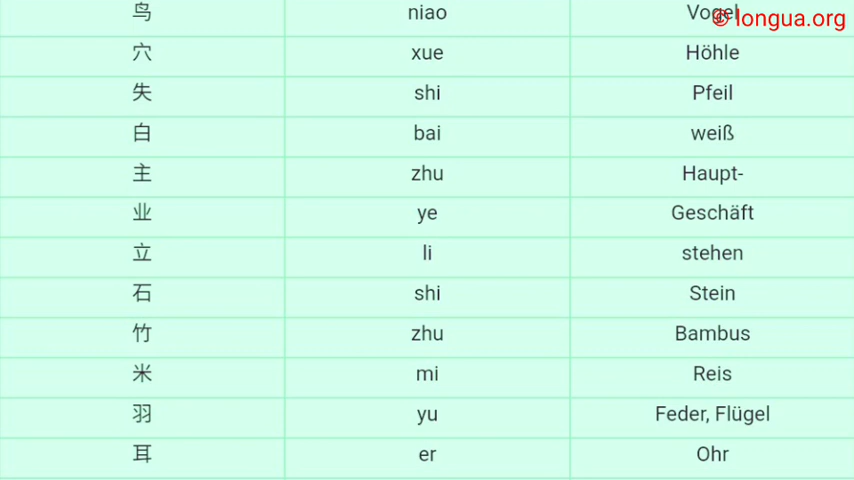 © longua.org
鸟 niao Vogel
穴 xue Höhle
失 shi Pfeil
白 bai weiß
主 zhu Haupt-
业 ye Geschäft
立 li stehen
石 shi Stein
竹 zhu Bambus
米 mi Reis
羽 yu Feder, Flügel
耳 er Ohr